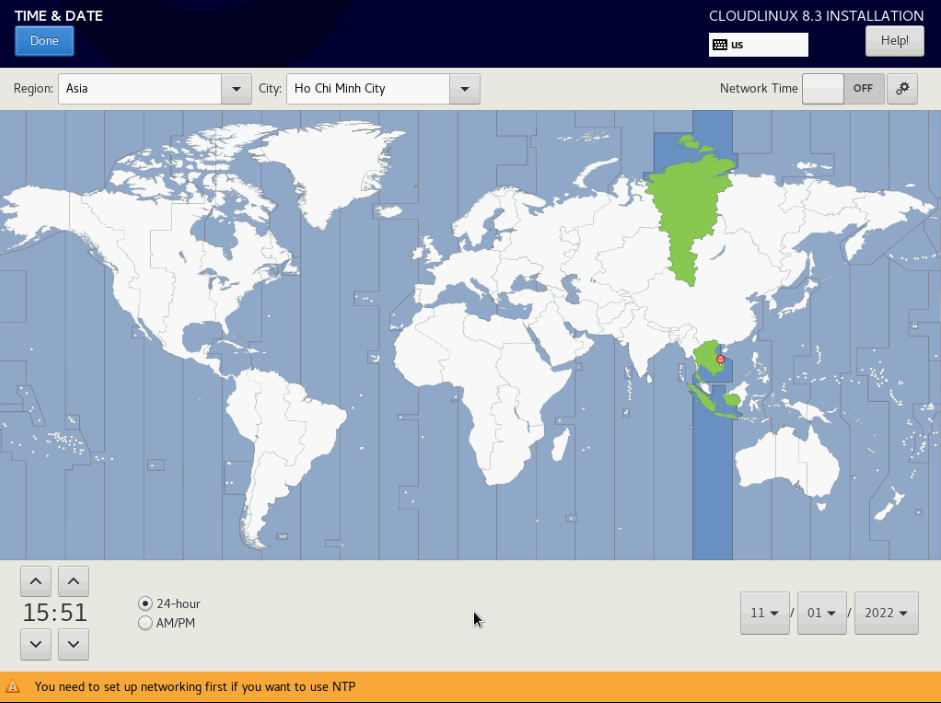 TIME & DATE
CLOUDLINUX 8.3 INSTALLATION
Done
us
Help!
Region: Asia City: Ho Chi Minh City Network Time OFF
15:51
24-hour
AM/PM
11 / 01 / 2022
You need to set up networking first if you want to use NTP